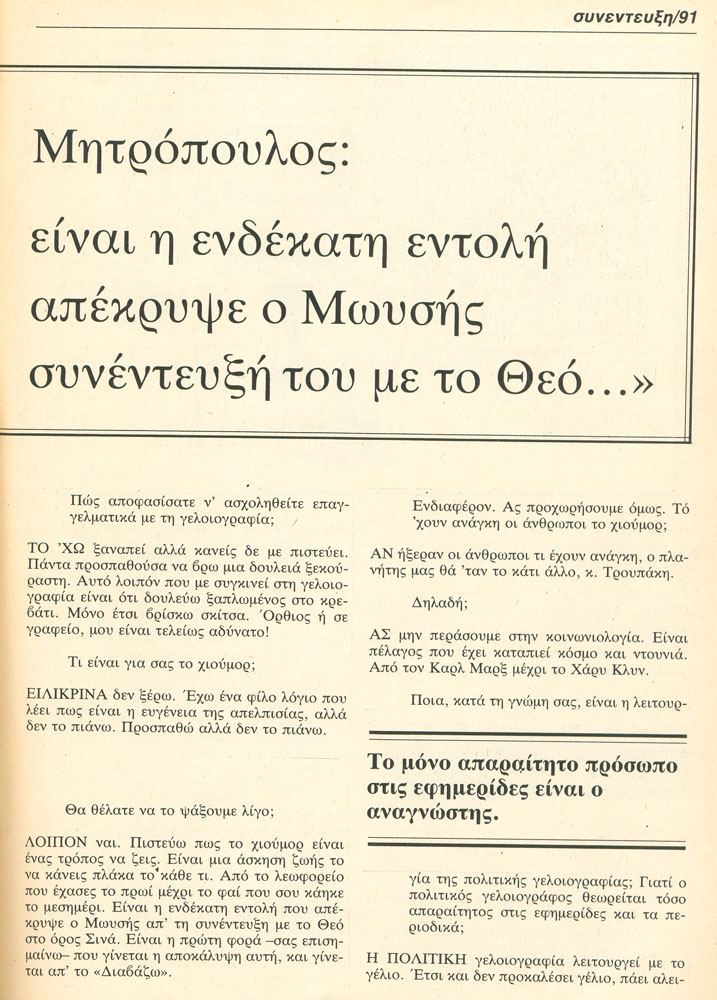 συνεντευξη/91
Μητρόπουλος:
είναι η ενδέκατη εντολή
απέκρυψε ο Μωυσής
συνέντευξή του με το Θεό...»
Πώς αποφασίσατε ν' ασχοληθείτε επαγ-
γελματικά με τη γελοιογραφία;
ΤΟ 'ΧΩ ξαναπεί αλλά κανείς δε με πιστεύει.
Πάντα προσπαθούσα να βρω μια δουλειά ξεκού-
ραστη. Αυτό λοιπόν που με συγκινεί στη γελοιο-
γραφία είναι ότι δουλεύω ξαπλωμένος στο κρε-
βάτι. Μόνο έτσι βρίσκω σκίτσα. Όρθιος ή σε
γραφείο, μου είναι τελείως αδύνατο!
Τι είναι για σας το χιούμορ;
ΕΙΛΙΚΡΙΝΑ δεν ξέρω. Έχω ένα φίλο λόγιο που
λέει πως είναι η ευγένεια της απελπισίας, αλλά
δεν το πιάνω. Προσπαθώ αλλά δεν το πιάνω.
Θα θέλατε να το ψάξουμε λίγο;
ΛΟΙΠΟΝ ναι. Πιστεύω πως το χιούμορ είναι
ένας τρόπος να ζεις. Είναι μια άσκηση ζωής το
να κάνεις πλάκα το κάθε τι. Από το λεωφορείο
που έχασες το πρωί μέχρι το φαί που σου κάηκε
το μεσημέρι. Είναι η ενδέκατη εντολή που απέ-
κρυψε ο Μωυσής απ' τη συνέντευξη με το Θεό
στο όρος Σινά. Είναι η πρώτη φορά –σας επιση-
μαίνω– που γίνεται η αποκάλυψη αυτή, και γίνε-
ται απ' το «Διαβάζω».
Ενδιαφέρον. Ας προχωρήσουμε όμως. Τό
'χουν ανάγκη οι άνθρωποι το χιούμορ;
ΑΝ ήξεραν οι άνθρωποι τι έχουν ανάγκη, ο πλα-
νήτης μας θά 'ταν το κάτι άλλο, κ. Τρουπάκη.
Δηλαδή;
ΑΣ μην περάσουμε στην κοινωνιολογία. Είναι
πέλαγος που έχει καταπιεί κόσμο και ντουνιά.
Από τον Καρλ Μαρξ μέχρι το Χάρυ Κλυν.
Ποια, κατά τη γνώμη σας, είναι η λειτουρ-
Το μόνο απαραίτητο πρόσωπο
στις εφημερίδες είναι ο
αναγνώστης.
γία της πολιτικής γελοιογραφίας; Γιατί ο
πολιτικός γελοιογράφος θεωρείται τόσο
απαραίτητος στις εφημερίδες και τα πε-
ριοδικά;
Η ΠΟΛΙΤΙΚΗ γελοιογραφία λειτουργεί με το
γέλιο. Έτσι και δεν προκαλέσει γέλιο, πάει αλει-